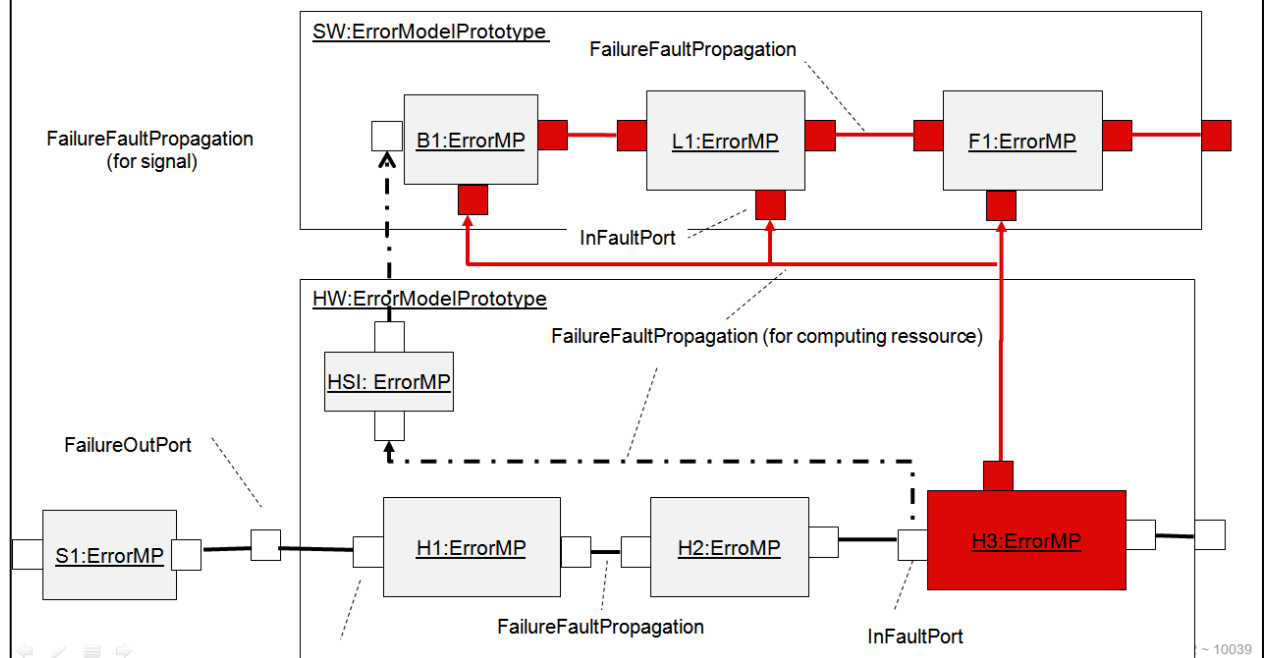 SW:ErrorModelPrototype
FailureFaultPropagation
FailureFaultPropagation
(for signal)
B1:ErrorMP
L1:ErrorMP
F1:ErrorMP
InFaultPort
HW:ErrorModelPrototype
FailureFaultPropagation (for computing ressource)
HSI: ErrorMP
FailureOutPort
S1:ErrorMP
H1:ErrorMP
H2:ErroMP
H3:ErrorMP
FailureFaultPropagation
InFaultPort
~ 10039